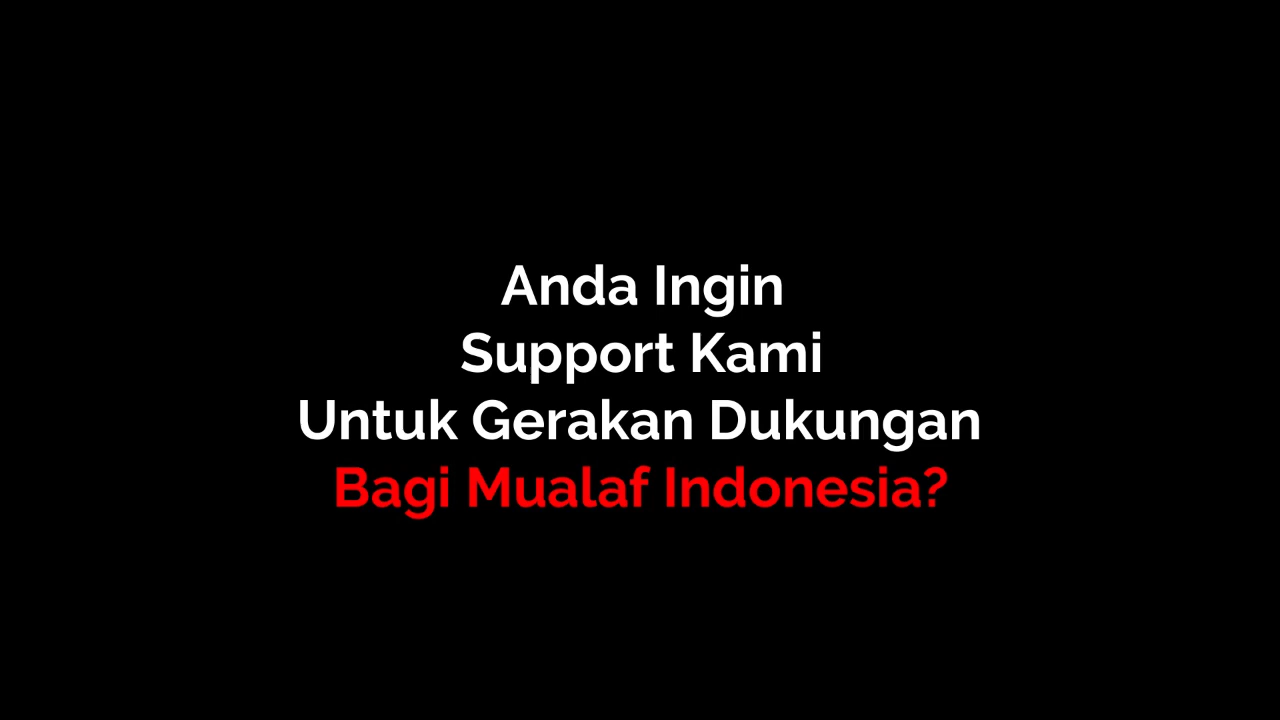 Anda Ingin
Support Kami
Untuk Gerakan Dukungan
Bagi Mualaf Indonesia?